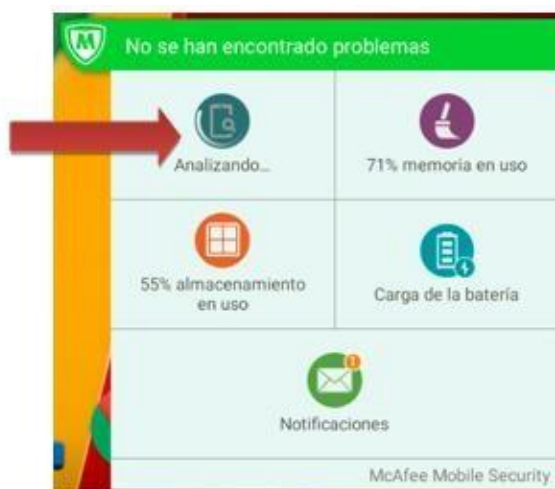 No se han encontrado problemas
Analizando...
71% memoria en uso
55% almacenamiento
en uso
Carga de la batería
Notificaciones
McAfee Mobile Security